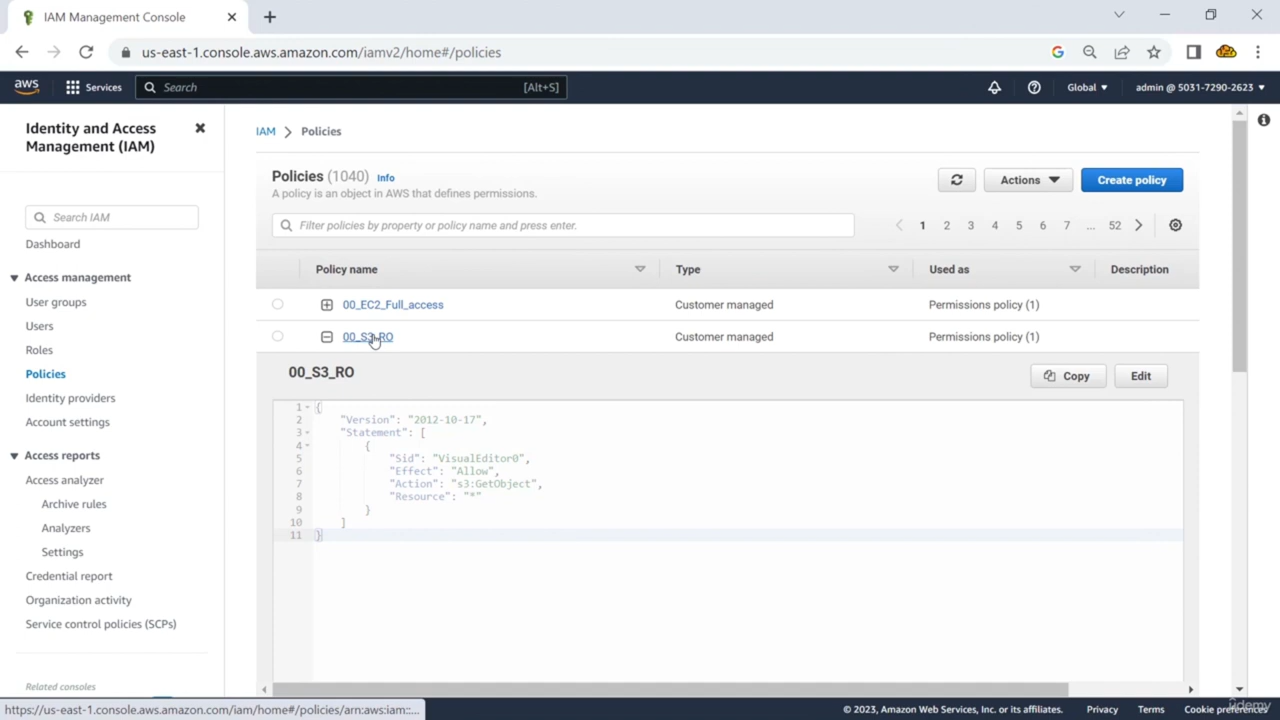 IAM Management Console
us-east-1.console.aws.amazon.com/iamv2/home#/policies
aws
Services
Search
[Alt+S]
Global
admin @ 5031-7290-2623
Identity and Access
Management (IAM)
Search IAM
Dashboard
Access management
User groups
Users
Roles
Policies
Identity providers
Account settings
Access reports
Access analyzer
Archive rules
Analyzers
Settings
Credential report
Organization activity
Service control policies (SCPs)
Related consoles
IAM > Policies
Policies (1040) Info
A policy is an object in AWS that defines permissions.
Actions
Create policy
Filter policies by property or policy name and press enter.
1 2 3 4 5 6 7 ... 52
Policy name Type Used as Description
00_EC2_Full_access Customer managed Permissions policy (1)
00_S3_RO Customer managed Permissions policy (1)
00_S3_RO
Copy
Edit
1 {
2 "Version": "2012-10-17",
3 "Statement": [
4 {
5 "Sid": "VisualEditor0",
6 "Effect": "Allow",
7 "Action": "s3:GetObject",
8 "Resource": "*"
9 }
10 ]
11 }
https://us-east-1.console.aws.amazon.com/iam/home#/policies/arn:aws:iam::...
© 2023, Amazon Web Services, Inc. or its affiliates. Privacy Terms Cookie preferences
udemy